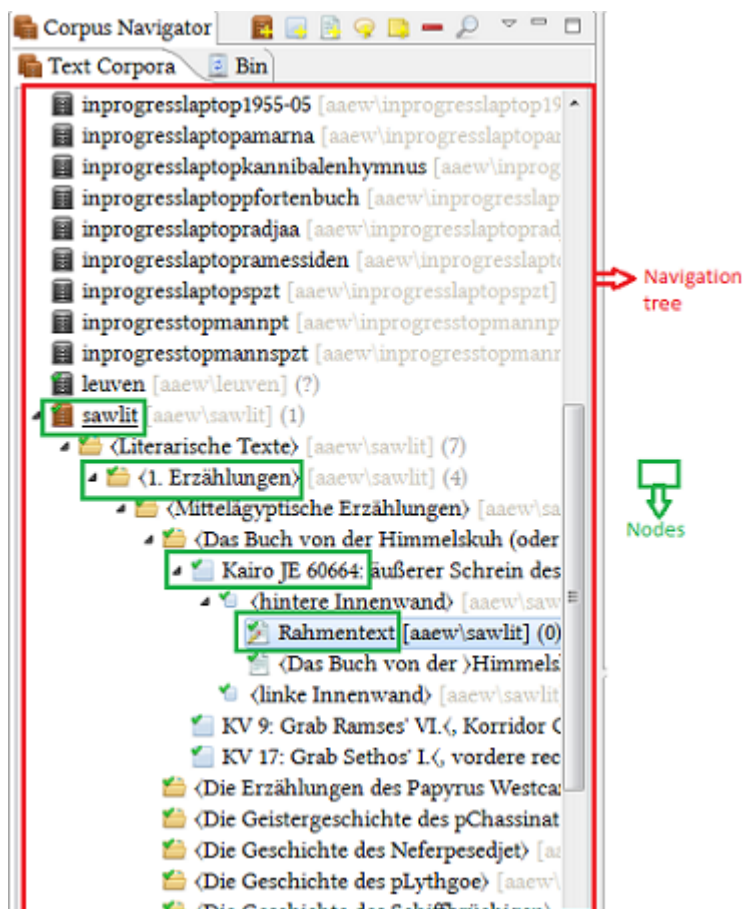 Corpus Navigator
Text Corpora Bin
inprogresslaptop1955-05 [aaew\inprogresslaptop19
inprogresslaptopamarna [aaew\inprogresslaptopar
inprogresslaptopkannibalenhymnus [aaew\inprog
inprogresslaptoppfortenbuch [aaew\inprogresslap
inprogresslaptopradjaa [aaew\inprogresslaptoprad
inprogresslaptopramessiden [aaew\inprogresslapto
inprogresslaptopspzt [aaew\inprogresslaptopspzt]
Navigation
tree
inprogresstopmannpt [aaew\inprogresstopmannp
inprogresstopmannspzt [aaew\inprogresstopmanr
leuven [aaew\leuven] (?)
sawlit [aaew\sawlit] (1)
⟨Literarische Texte⟩ [aaew\sawlit] (7)
⟨1. Erzählungen⟩ [aaew\sawlit] (4)
⟨Mittelägyptische Erzählungen⟩ [aaew\sa
Nodes
⟨Das Buch von der Himmelskuh (oder
Kairo JE 60664: äußerer Schrein des
⟨hintere Innenwand⟩ [aaew\saw
Rahmentext [aaew\sawlit] (0)
⟨Das Buch von der ⟩Himmels
⟨linke Innenwand⟩ [aaew\sawlit
KV 9: Grab Ramses' VI.⟨, Korridor
KV 17: Grab Sethos' I.⟨, vordere rec
⟨Die Erzählungen des Papyrus Westca
⟨Die Geistergeschichte des pChassinat
⟨Die Geschichte des Neferpesedjet⟩ [aa
⟨Die Geschichte des pLythgoe⟩ [aaew\